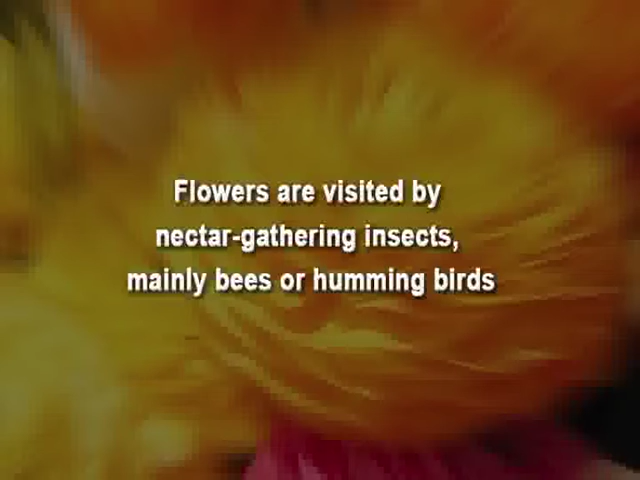 Flowers are visited by
nectar-gathering insects,
mainly bees or humming birds